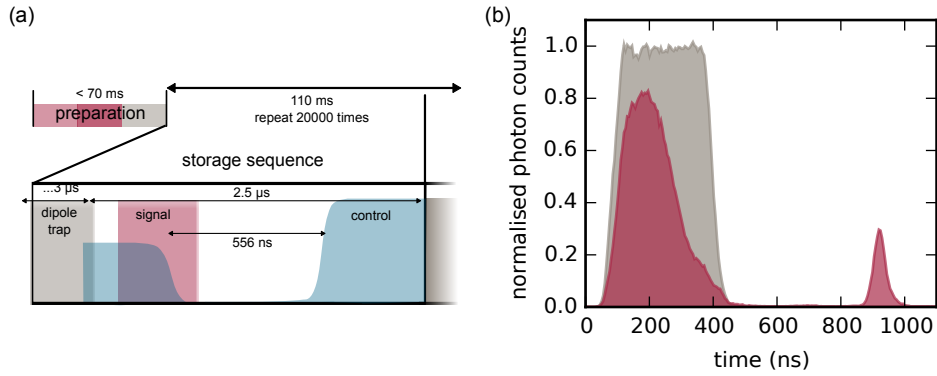 (a)
< 70 ms
preparation
110 ms
repeat 20000 times
storage sequence
...3 μs
2.5 μs
dipole
trap
signal
control
556 ns
(b)
normalised photon counts
1.0
0.8
0.6
0.4
0.2
0.0
0 200 400 600 800 1000
time (ns)